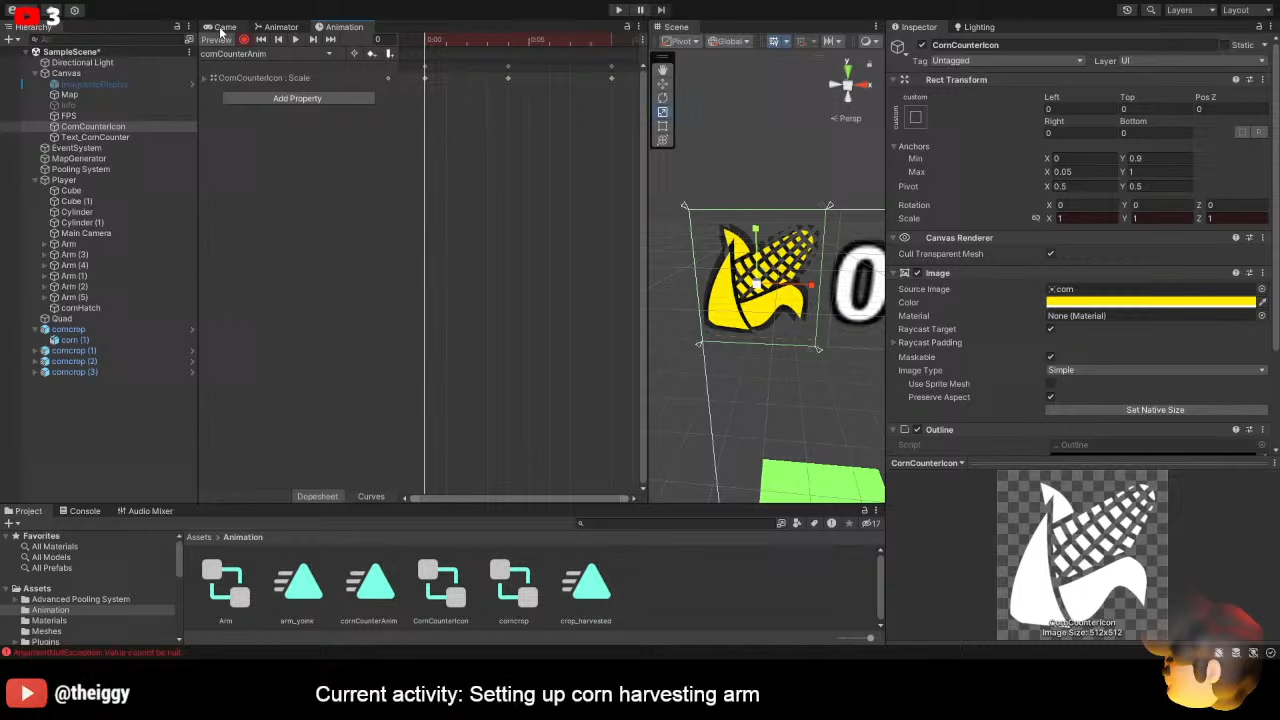 3
Hierarchy
Game
Animator
Animation
Scene
Inspector
Lighting
Layers
Layout
All
Preview
0
0:00
0:05
Pivot
Global
CornCounterIcon
Static
SampleScene*
cornCounterAnim
Tag
Untagged
Layer
UI
Directional Light
Canvas
CornCounterIcon : Scale
Rect Transform
ImageMapDisplay
Map
Add Property
custom
Left
Top
Pos Z
Info
custom
0
0
0
FPS
y
x
Persp
Right
Bottom
CornCounterIcon
0
0
R
Text_CornCounter
Anchors
EventSystem
Min
X 0
Y 0.9
MapGenerator
Max
X 0.05
Y 1
Pooling System
Pivot
X 0.5
Y 0.5
Player
Rotation
X 0
Y 0
Z 0
Cube
Cube (1)
Scale
X 1
Y 1
Z 1
Cylinder
Cylinder (1)
Canvas Renderer
Main Camera
Cull Transparent Mesh
Arm
Arm (3)
Image
Arm (4)
Source Image
corn
Arm (1)
Color
Arm (2)
Material
None (Material)
Arm (5)
Raycast Target
cornHatch
Raycast Padding
Quad
Maskable
corncrop
Image Type
Simple
corn (1)
Use Sprite Mesh
corncrop (1)
Preserve Aspect
corncrop (2)
Set Native Size
corncrop (3)
0
Outline
Script
Outline
CornCounterIcon
Dopesheet
Curves
Project
Console
Audio Mixer
17
Favorites
Assets > Animation
All Materials
All Models
All Prefabs
Assets
Advanced Pooling System
Animation
Materials
Meshes
Plugins
Arm
arm_yoink
cornCounterAnim
CornCounterIcon
corncrop
crop_harvested
CornCounterIcon
Image Size: 512x512
ArgumentNullException: Value cannot be null.
@theiggy
Current activity: Setting up corn harvesting arm